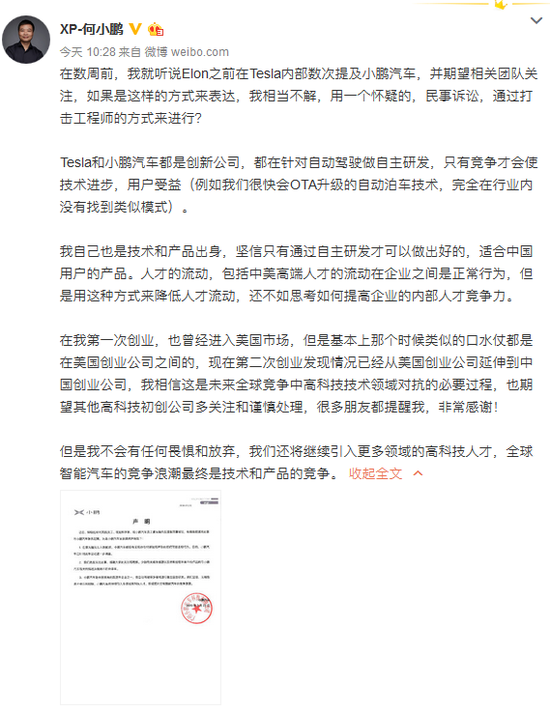 XP-何小鹏
今天 10:28 来自 微博 weibo.com
在数周前，我就听说Elon之前在Tesla内部数次提及小鹏汽车，并期望相关团队关
注，如果是这样的方式来表达，我相当不解，用一个怀疑的，民事诉讼，通过打
击工程师的方式来进行？
Tesla和小鹏汽车都是创新公司，都在针对自动驾驶做自主研发，只有竞争才会使
技术进步，用户受益（例如我们很快会OTA升级的自动泊车技术，完全在行业内
没有找到类似模式）。
我自己也是技术和产品出身，坚信只有通过自主研发才可以做出好的，适合中国
用户的产品。人才的流动，包括中美高端人才的流动在企业之间是正常行为，但
是用这种方式来降低人才流动，还不如思考如何提高企业的内部人才竞争力。
在我第一次创业，也曾经进入美国市场，但是基本上那个时候类似的口水仗都是
在美国创业公司之间的，现在第二次创业发现情况已经从美国创业公司延伸到中
国创业公司，我相信这是未来全球竞争中高科技技术领域对抗的必要过程，也期
望其他高科技初创公司多关注和谨慎处理，很多朋友都提醒我，非常感谢！
但是我不会有任何畏惧和放弃，我们还将继续引入更多领域的高科技人才，全球
智能汽车的竞争浪潮最终是技术和产品的竞争。 收起全文
声 明